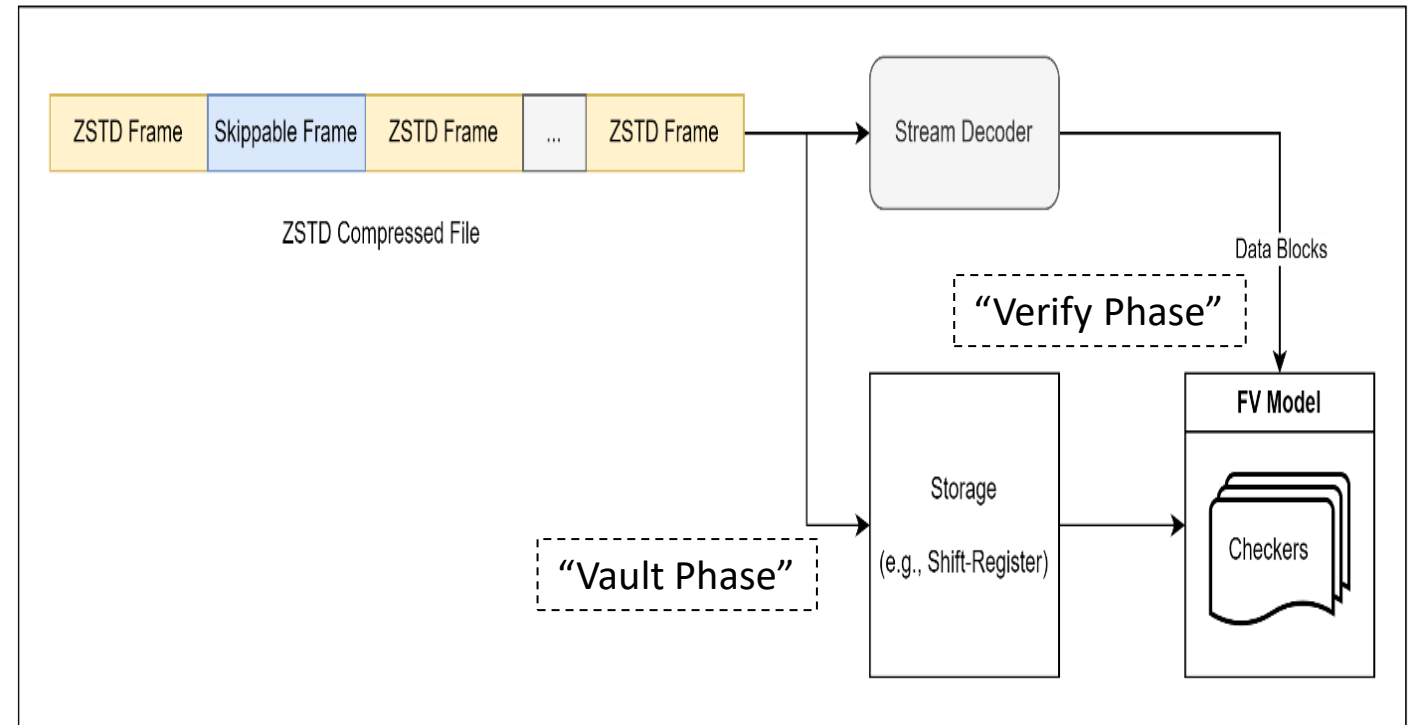 ZSTD Frame
Skippable Frame
ZSTD Frame
...
ZSTD Frame
ZSTD Compressed File
Stream Decoder
Data Blocks
“Verify Phase”
“Vault Phase”
Storage
(e.g., Shift-Register)
FV Model
Checkers